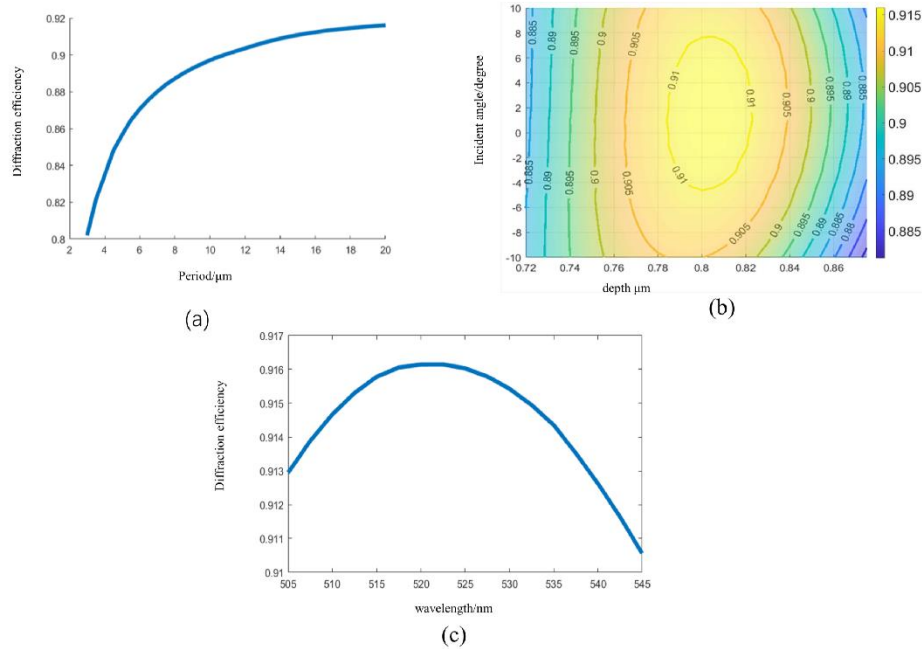 0.92
0.9
0.88
0.86
0.84
0.82
0.8
2 4 6 8 10 12 14 16 18 20
Diffraction efficiency
Period/μm
(a)
10
8
6
4
2
0
-2
-4
-6
-8
-10
0.72 0.74 0.76 0.78 0.8 0.82 0.84 0.86
Incident angle/degree
depth μm
0.885 0.89 0.895 0.9 0.905 0.905 0.9 0.895 0.89 0.885
0.91 0.91
0.885 0.89 0.895 0.9 0.905 0.91
0.905 0.9 0.895 0.89 0.885 0.88
0.915
0.91
0.905
0.9
0.895
0.89
0.885
(b)
0.917
0.916
0.915
0.914
0.913
0.912
0.911
0.91
505 510 515 520 525 530 535 540 545
Diffraction efficiency
wavelength/nm
(c)